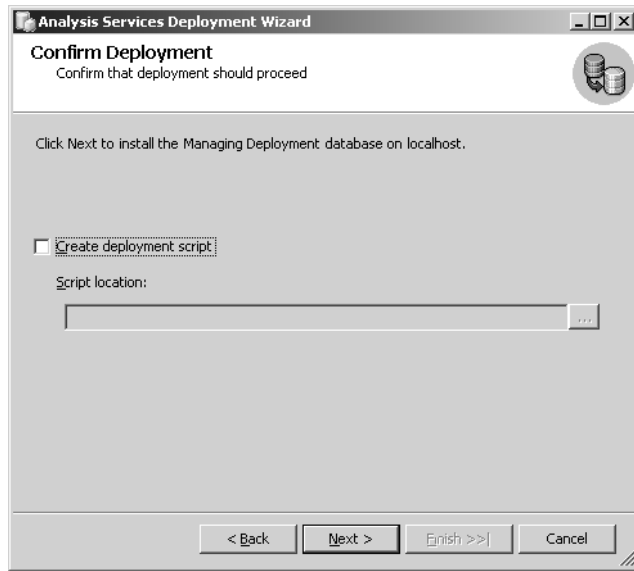 Analysis Services Deployment Wizard
Confirm Deployment
Confirm that deployment should proceed
Click Next to install the Managing Deployment database on localhost.
Create deployment script
Script location:
...
< Back Next > Finish >>| Cancel